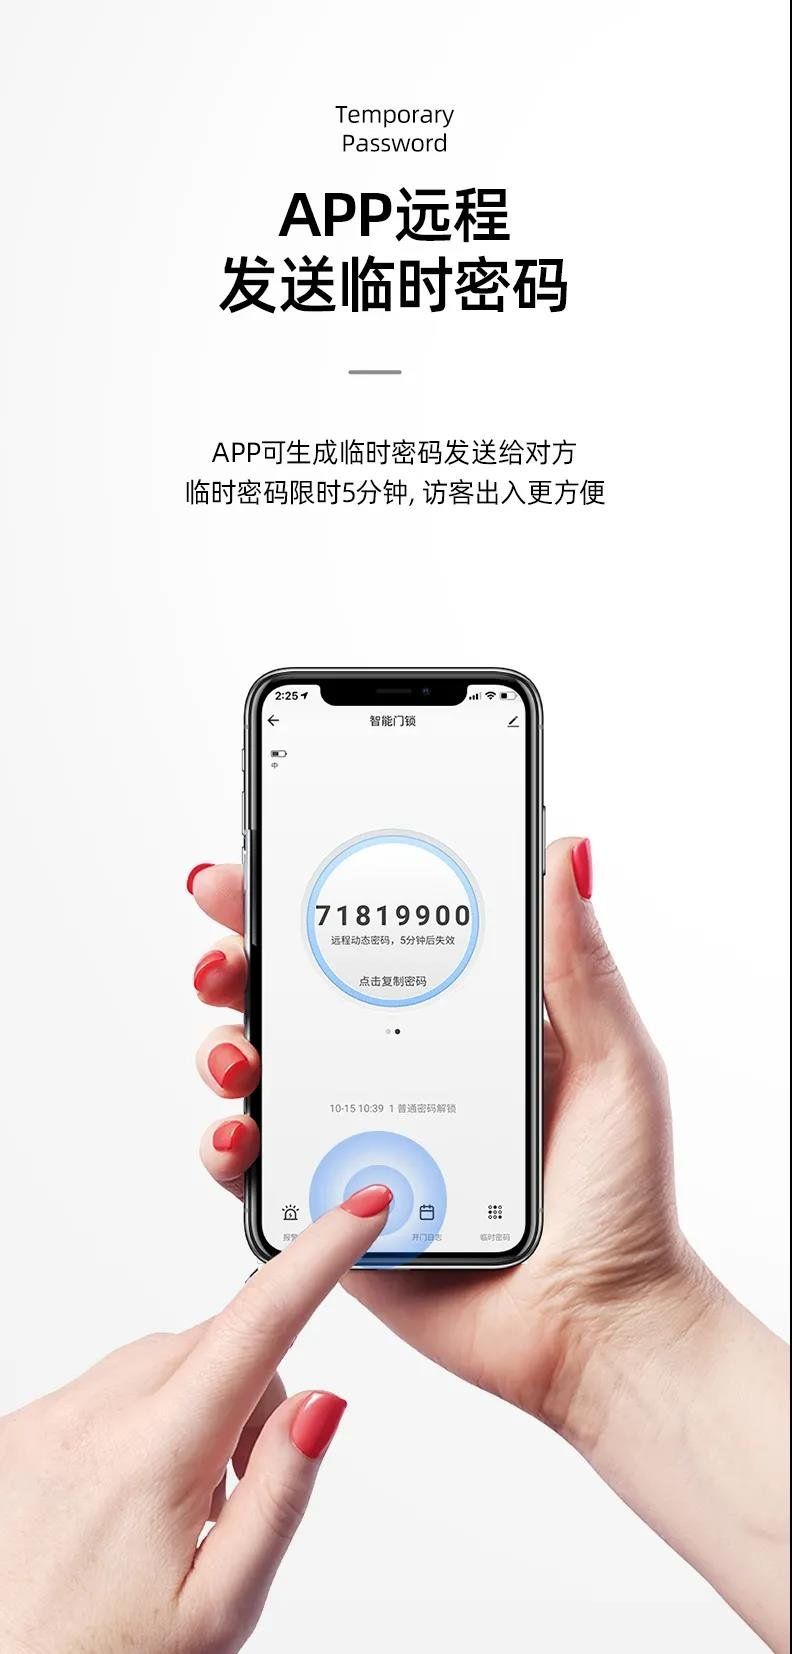 Temporary
Password
APP远程
发送临时密码
APP可生成临时密码发送给对方
临时密码限时5分钟, 访客出入更方便
2:25
智能门锁
中
71819900
远程动态密码，5分钟后失效
点击复制密码
10-15 10:39 1 普通密码解锁
开门日志
临时密码